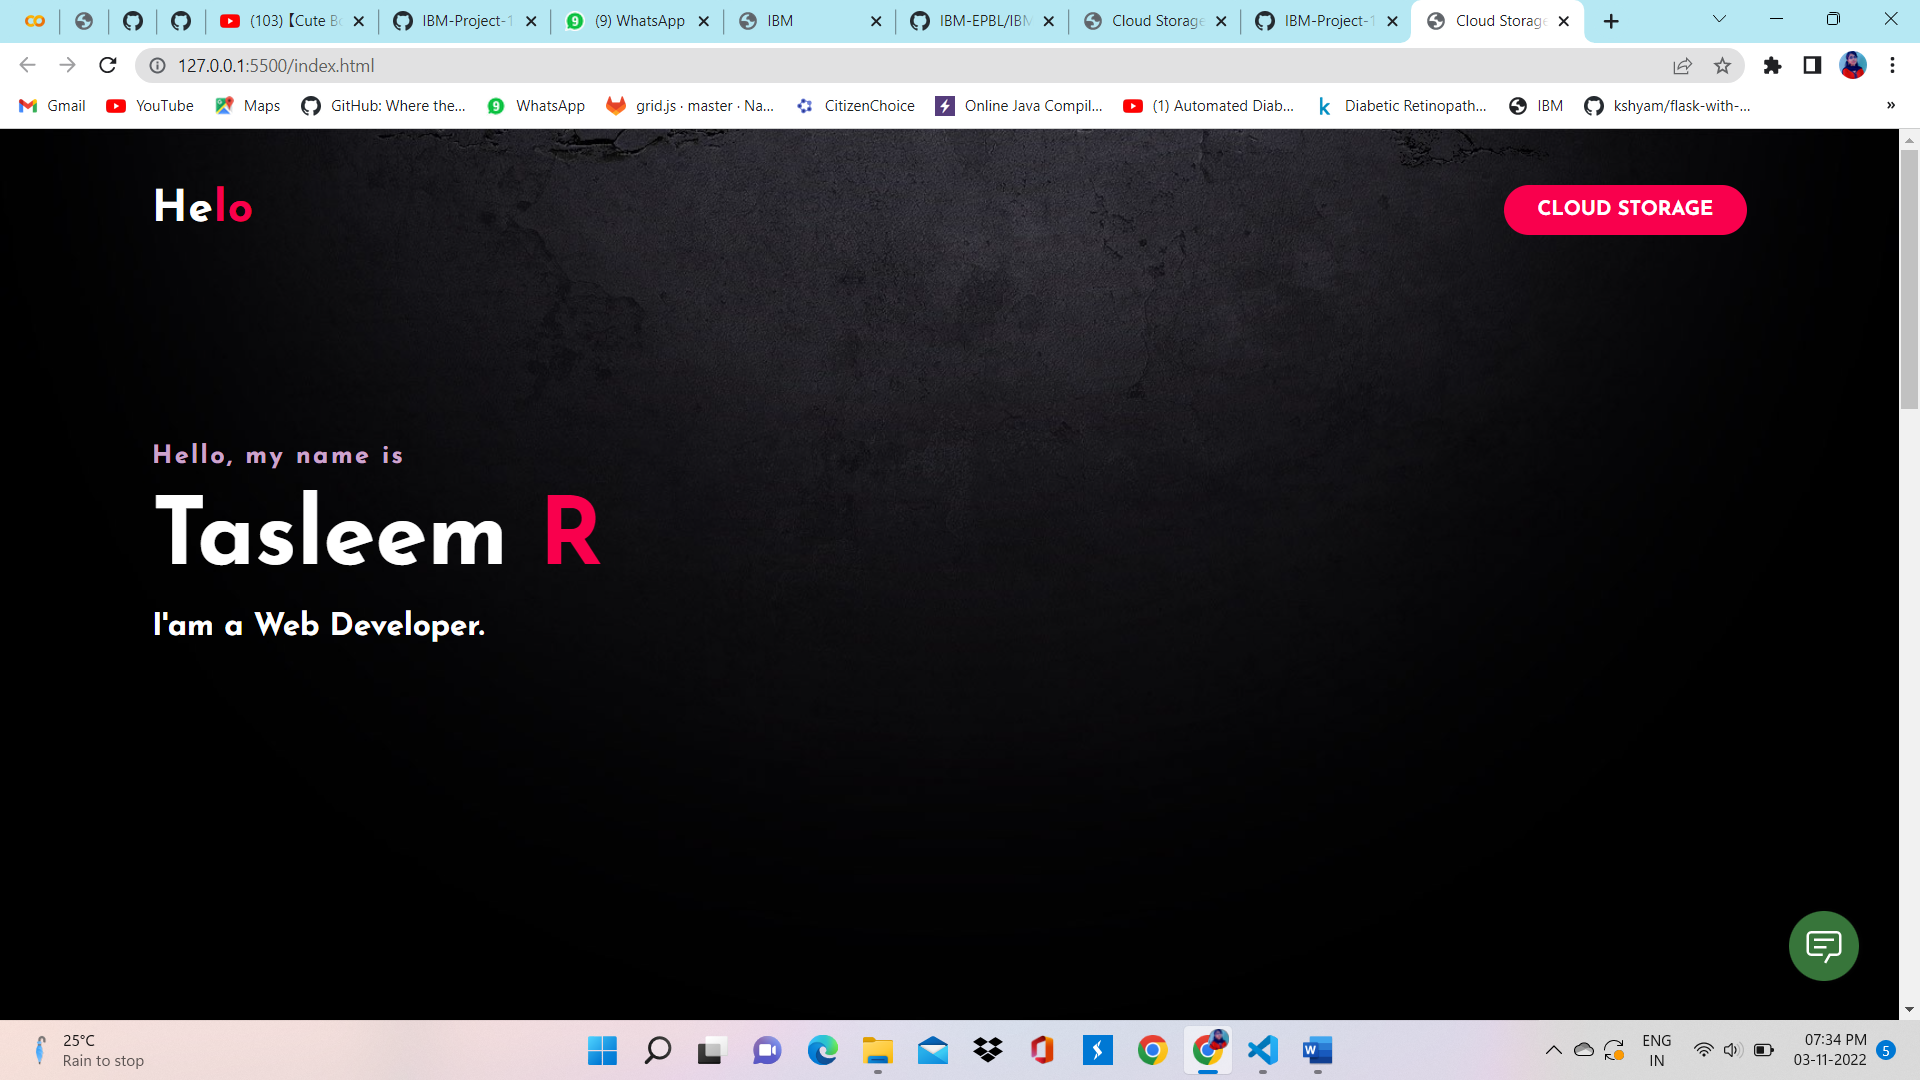 (103) 【Cute Bo
IBM-Project-1
(9) WhatsApp
IBM
IBM-EPBL/IBM
Cloud Storage
IBM-Project-1
Cloud Storage
127.0.0.1:5500/index.html
Gmail
YouTube
Maps
GitHub: Where the...
WhatsApp
grid.js · master · Na...
CitizenChoice
Online Java Compil...
(1) Automated Diab...
Diabetic Retinopath...
IBM
kshyam/flask-with-...
»
Helo
CLOUD STORAGE
Hello, my name is
Tasleem R
I'am a Web Developer.
25°C
Rain to stop
ENG
IN
07:34 PM
03-11-2022
5